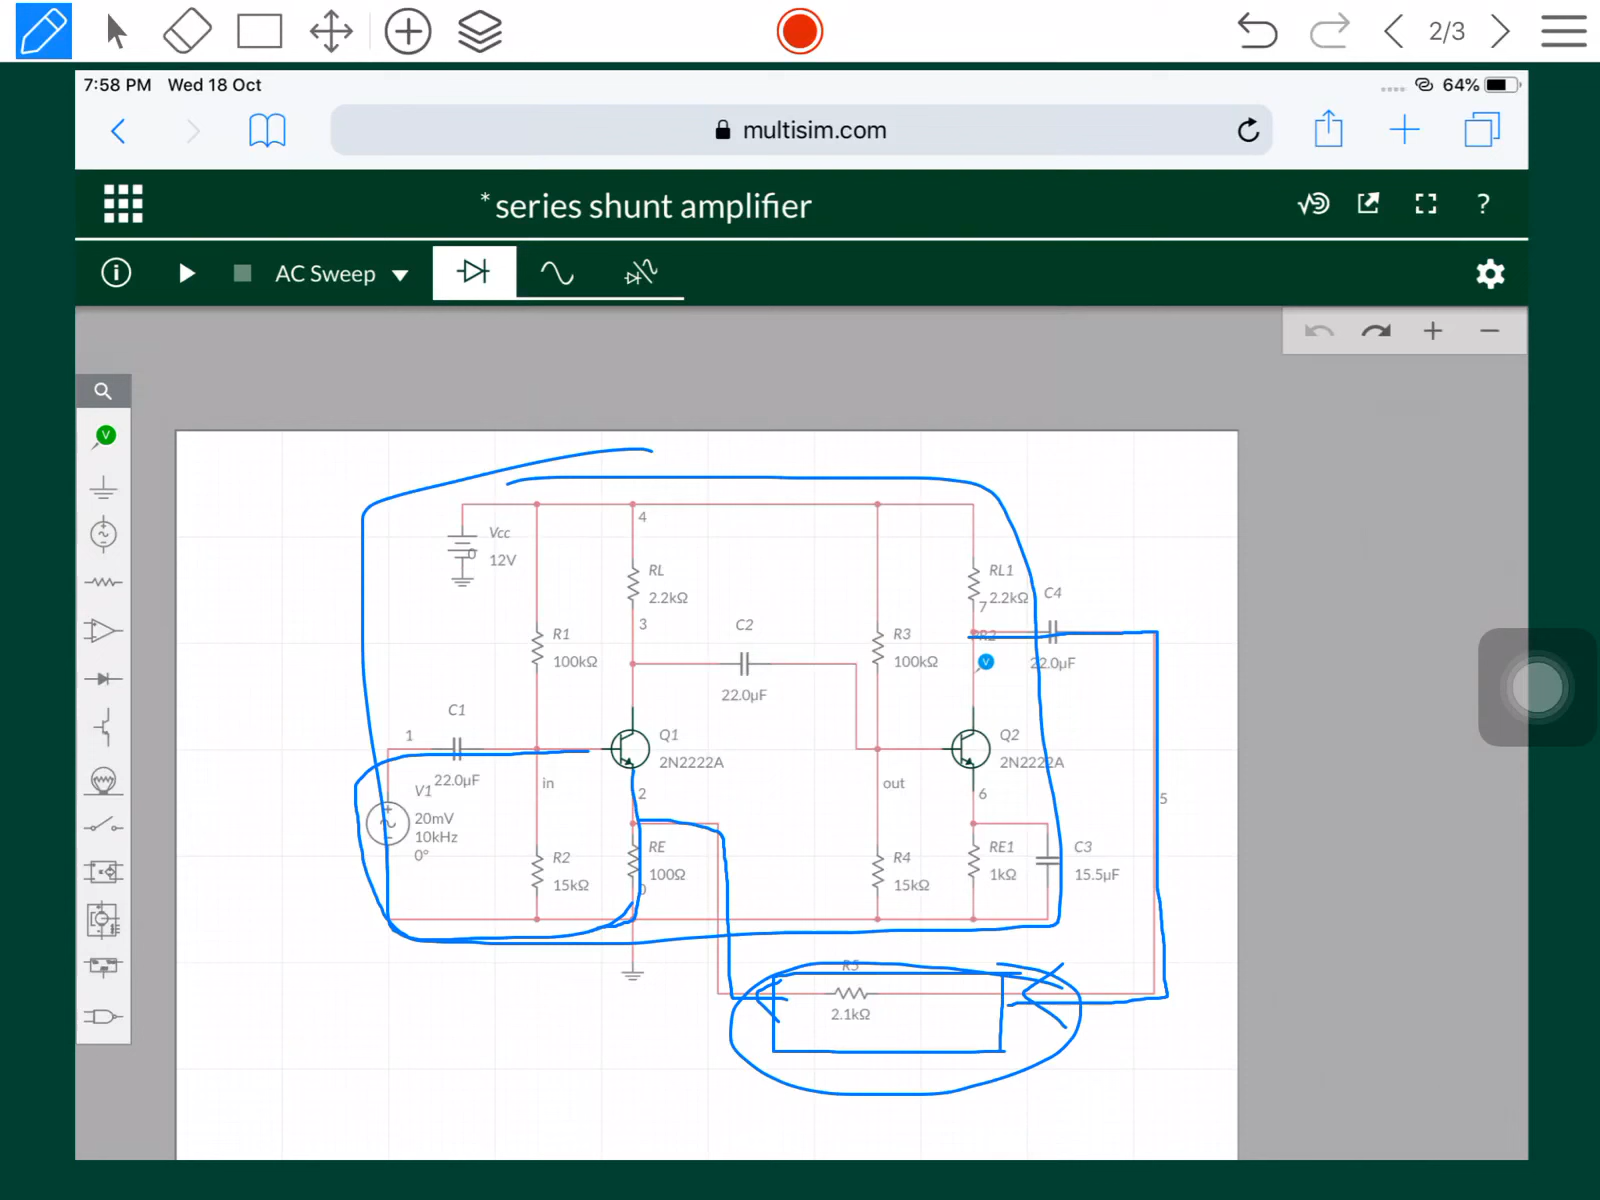 2/3
7:58 PM Wed 18 Oct
64%
multisim.com
*series shunt amplifier
?
AC Sweep
V
4
Vcc
0
12V
RL
2.2kΩ
RL1
2.2kΩ
7
C4
3
C2
R1
100kΩ
R3
100kΩ
V
22.0µF
22.0µF
C1
1
Q1
2N2222A
Q2
2N2222A
22.0µF
in
out
V1
20mV
10kHz
0°
2
6
5
R2
15kΩ
RE
100Ω
0
R4
15kΩ
RE1
1kΩ
C3
15.5µF
R5
2.1kΩ